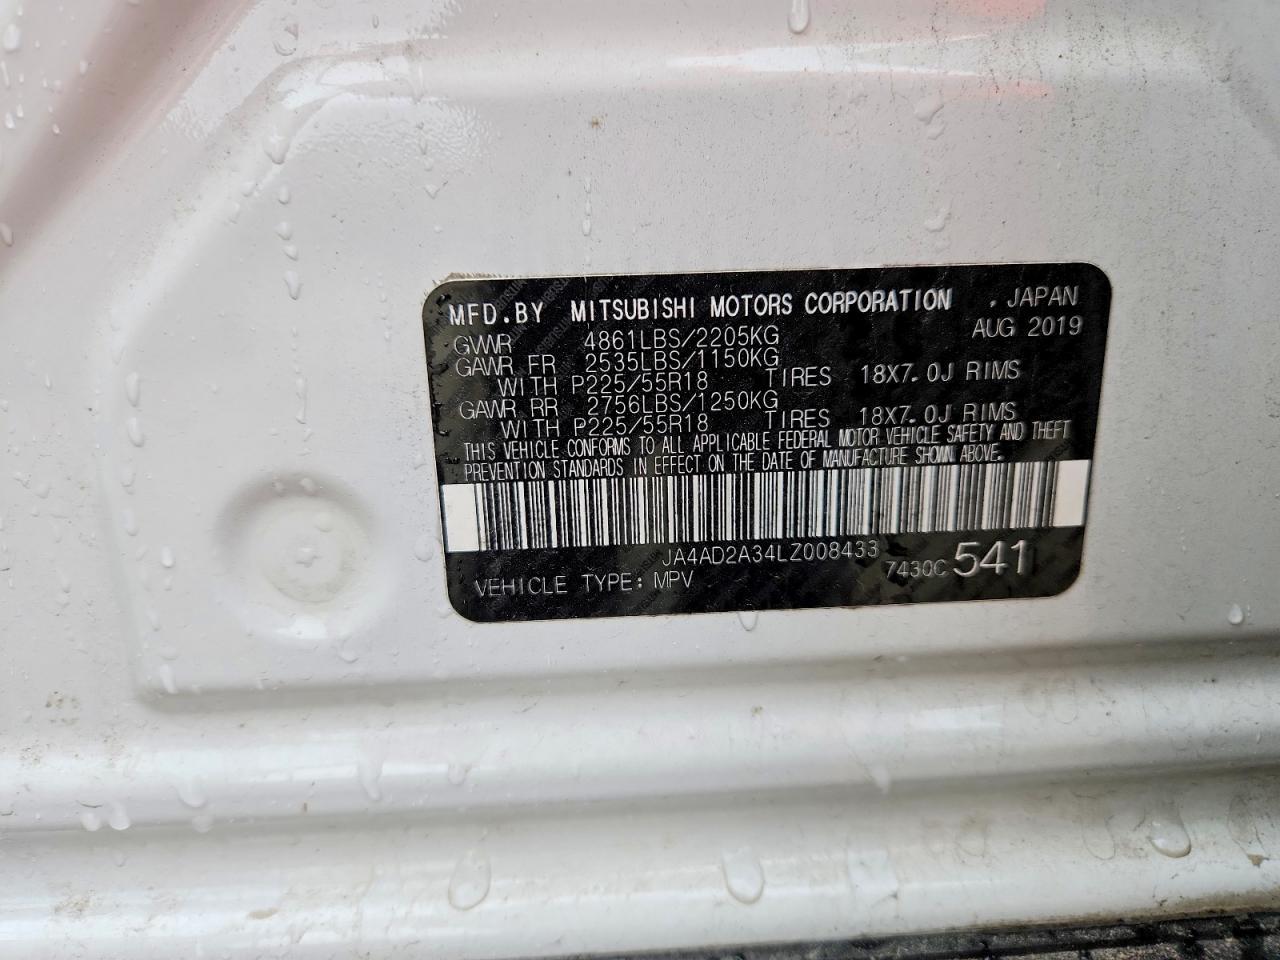 MFD.BY MITSUBISHI MOTORS CORPORATION . JAPAN
AUG 2019
GVWR 4861LBS/2205KG
GAWR FR 2535LBS/1150KG
WITH P225/55R18 TIRES 18X7.0J RIMS
GAWR RR 2756LBS/1250KG
WITH P225/55R18 TIRES 18X7.0J RIMS
THIS VEHICLE CONFORMS TO ALL APPLICABLE FEDERAL MOTOR VEHICLE SAFETY AND THEFT
PREVENTION STANDARDS IN EFFECT ON THE DATE OF MANUFACTURE SHOWN ABOVE.
JA4AD2A34LZ008433
VEHICLE TYPE: MPV 7430C 541